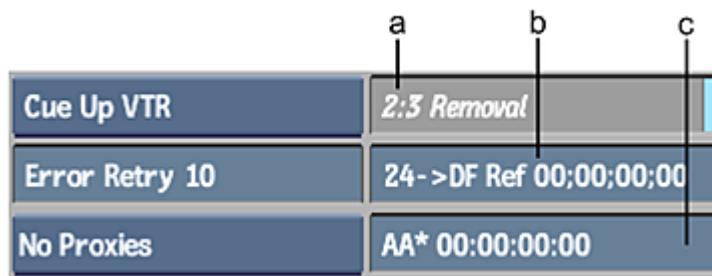 a b c
Cue Up VTR 2:3 Removal
Error Retry 10 24->DF Ref 00;00;00;00
No Proxies AA* 00:00:00:00